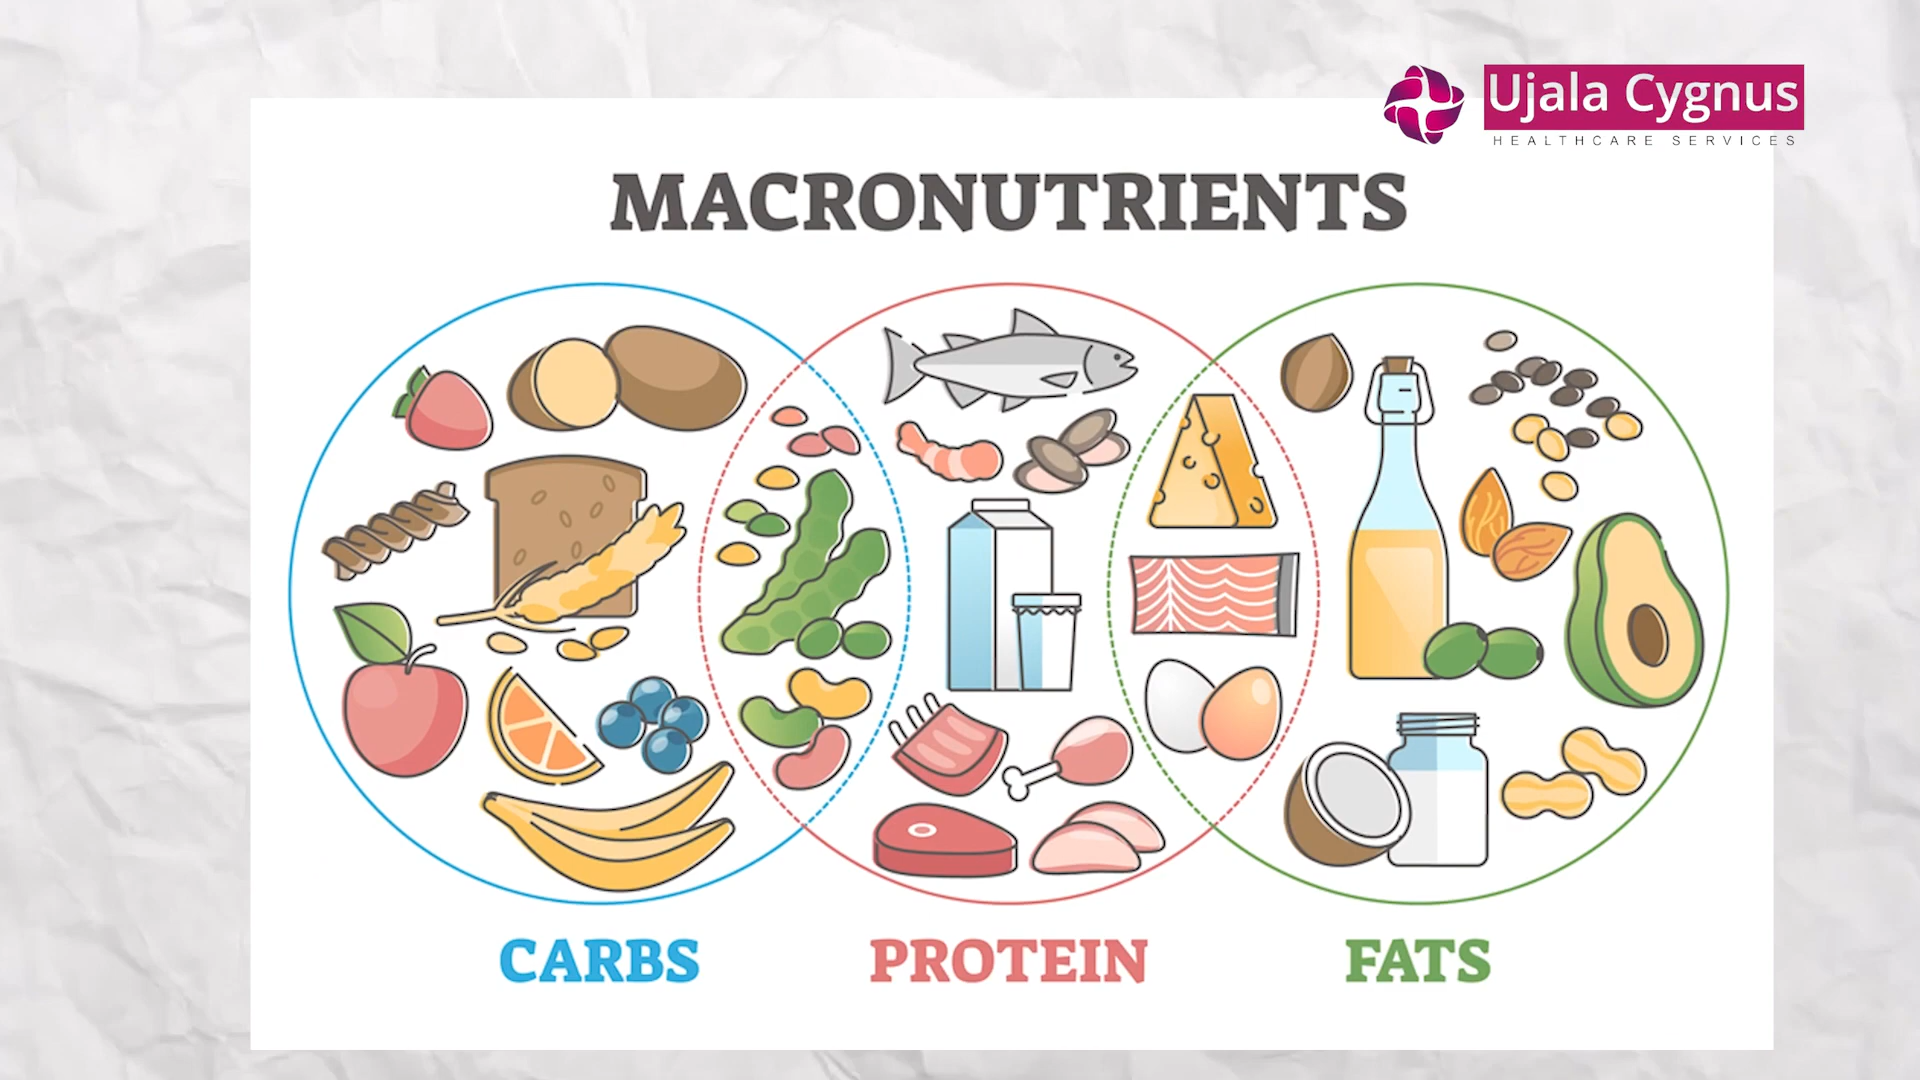 Ujala Cygnus
HEALTHCARE SERVICES
MACRONUTRIENTS
CARBS
PROTEIN
FATS